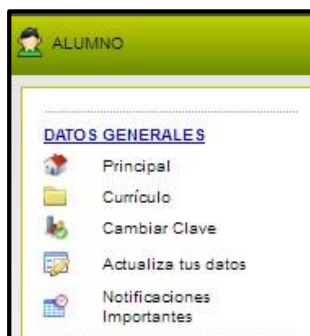 ALUMNO
DATOS GENERALES
Principal
Currículo
Cambiar Clave
Actualiza tus datos
Notificaciones
Importantes